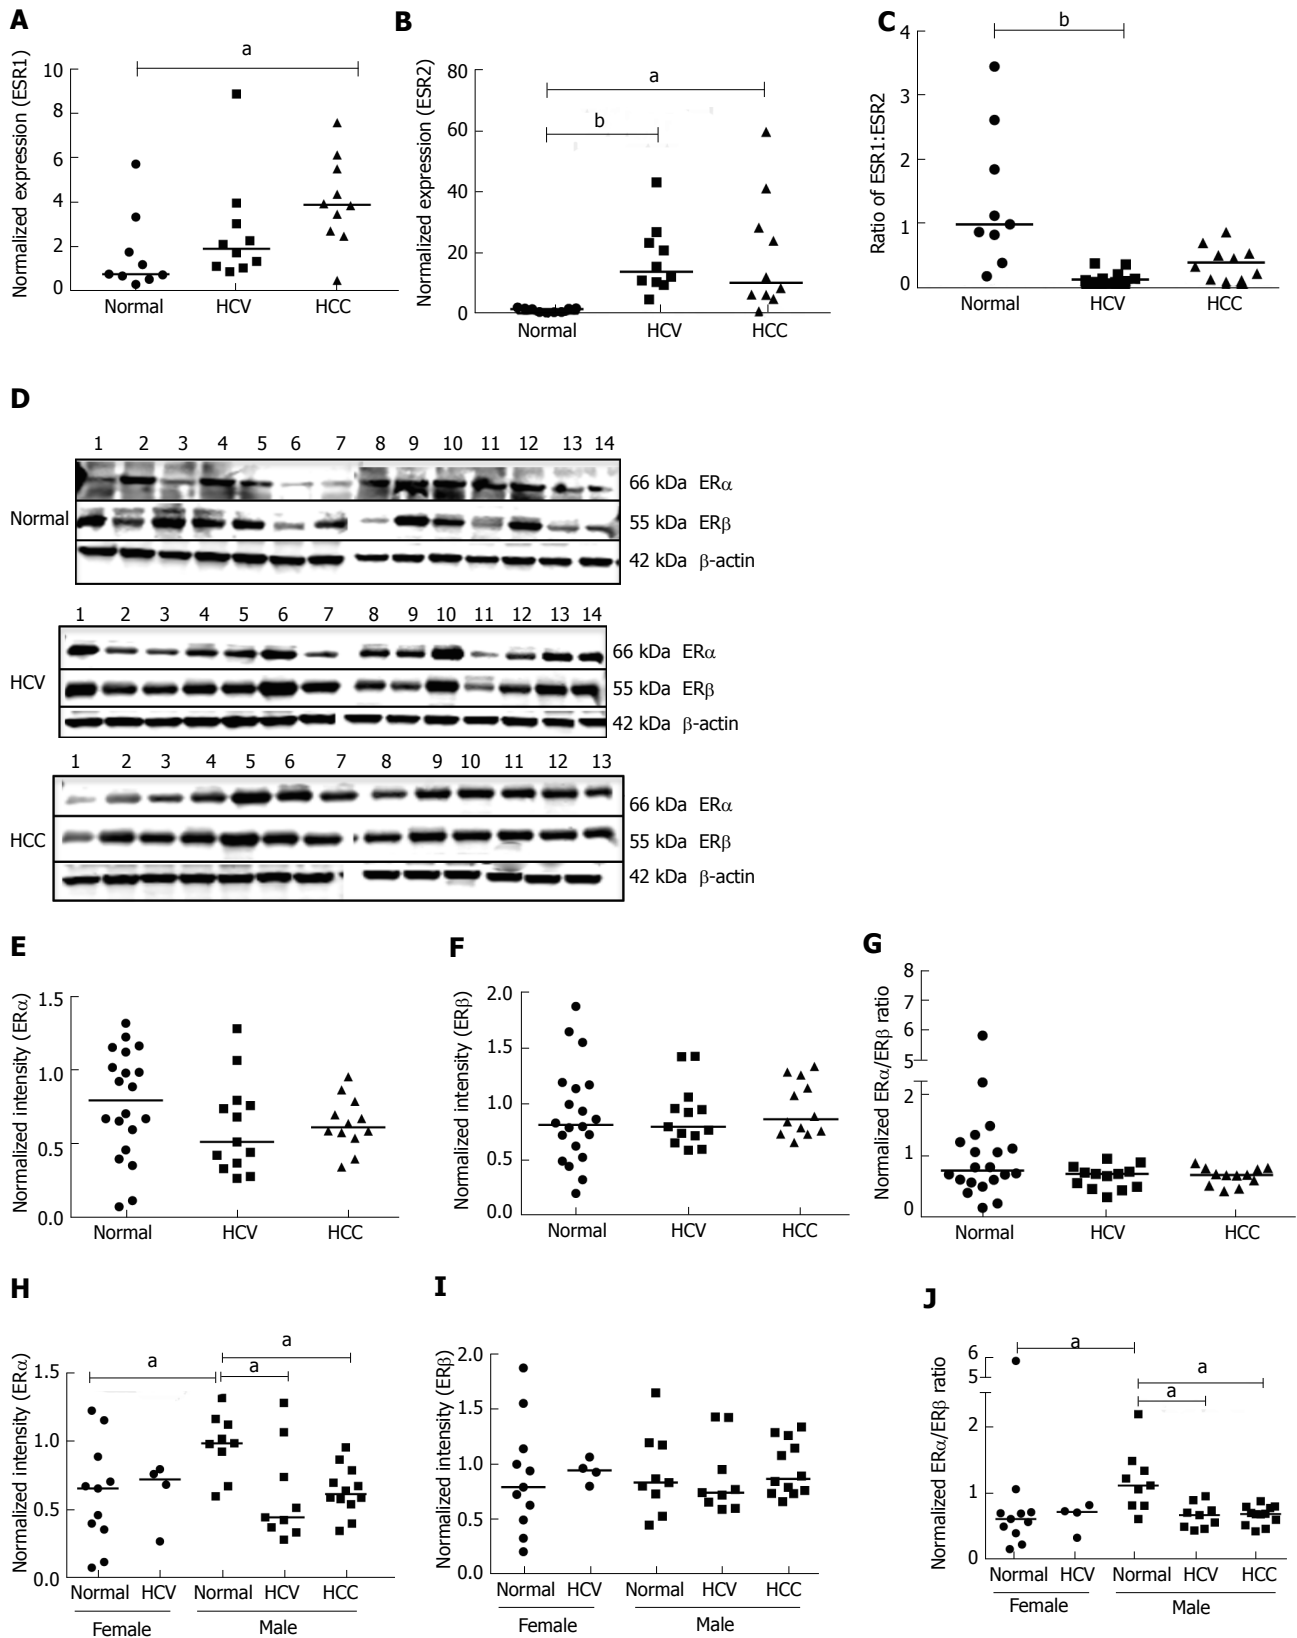 A
Normalized expression (ESR1)
10
8
6
4
2
0
a
Normal HCV HCC
B
Normalized expression (ESR2)
80
60
40
20
0
a
b
Normal HCV HCC
C
Ratio of ESR1:ESR2
4
3
2
1
0
b
Normal HCV HCC
D
1 2 3 4 5 6 7 8 9 10 11 12 13 14
Normal
66 kDa ERα
55 kDa ERβ
42 kDa β-actin
1 2 3 4 5 6 7 8 9 10 11 12 13 14
HCV
66 kDa ERα
55 kDa ERβ
42 kDa β-actin
1 2 3 4 5 6 7 8 9 10 11 12 13
HCC
66 kDa ERα
55 kDa ERβ
42 kDa β-actin
E
Normalized intensity (ERα)
1.5
1.0
0.5
0.0
Normal HCV HCC
F
Normalized intensity (ERβ)
2.0
1.5
1.0
0.5
0.0
Normal HCV HCC
G
Normalized ERα/ERβ ratio
8
7
6
5
2
1
0
Normal HCV HCC
H
Normalized intensity (ERα)
1.5
1.0
0.5
0.0
a
a
a
Normal HCV Normal HCV HCC
Female Male
I
Normalized intensity (ERβ)
2.0
1.5
1.0
0.5
0.0
Normal HCV Normal HCV HCC
Female Male
J
Normalized ERα/ERβ ratio
6
5
2
1
0
a
a
a
Normal HCV Normal HCV HCC
Female Male